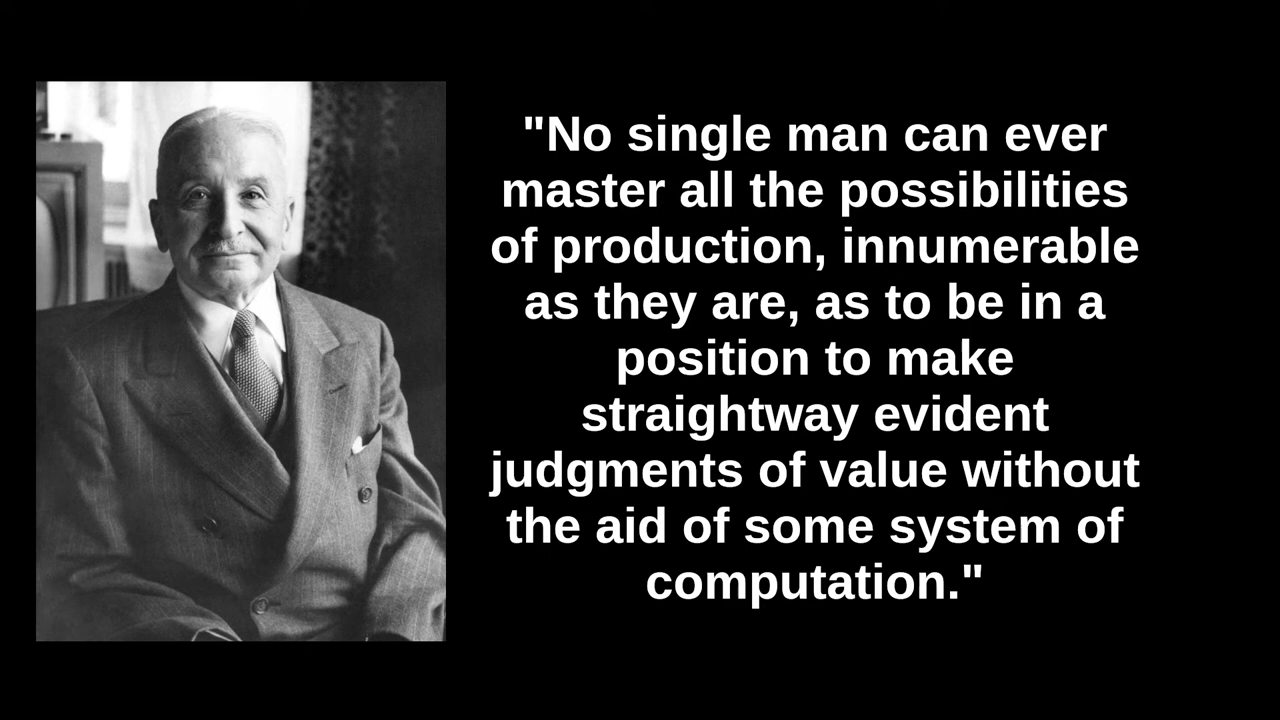 "No single man can ever
master all the possibilities
of production, innumerable
as they are, as to be in a
position to make
straightway evident
judgments of value without
the aid of some system of
computation."